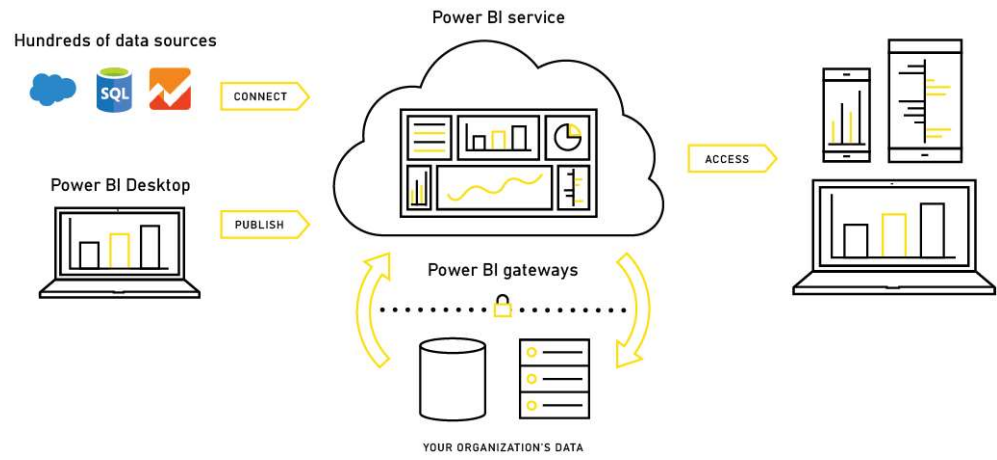 Power BI service
Hundreds of data sources
SQL
CONNECT
ACCESS
Power BI Desktop
PUBLISH
Power BI gateways
YOUR ORGANIZATION'S DATA